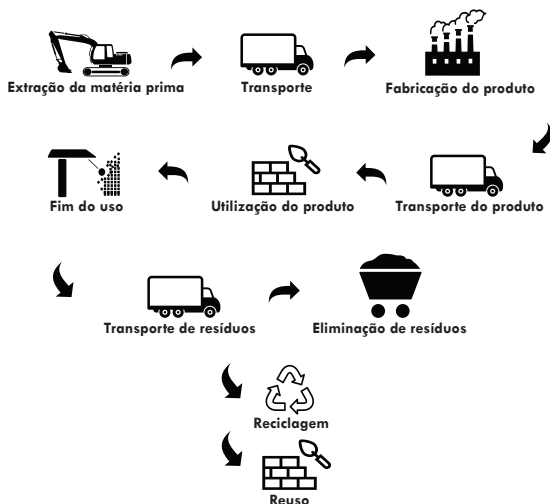 Extração da matéria prima
Transporte
Fabricação do produto
Fim do uso
Utilização do produto
Transporte do produto
Transporte de resíduos
Eliminação de resíduos
Reciclagem
Reuso